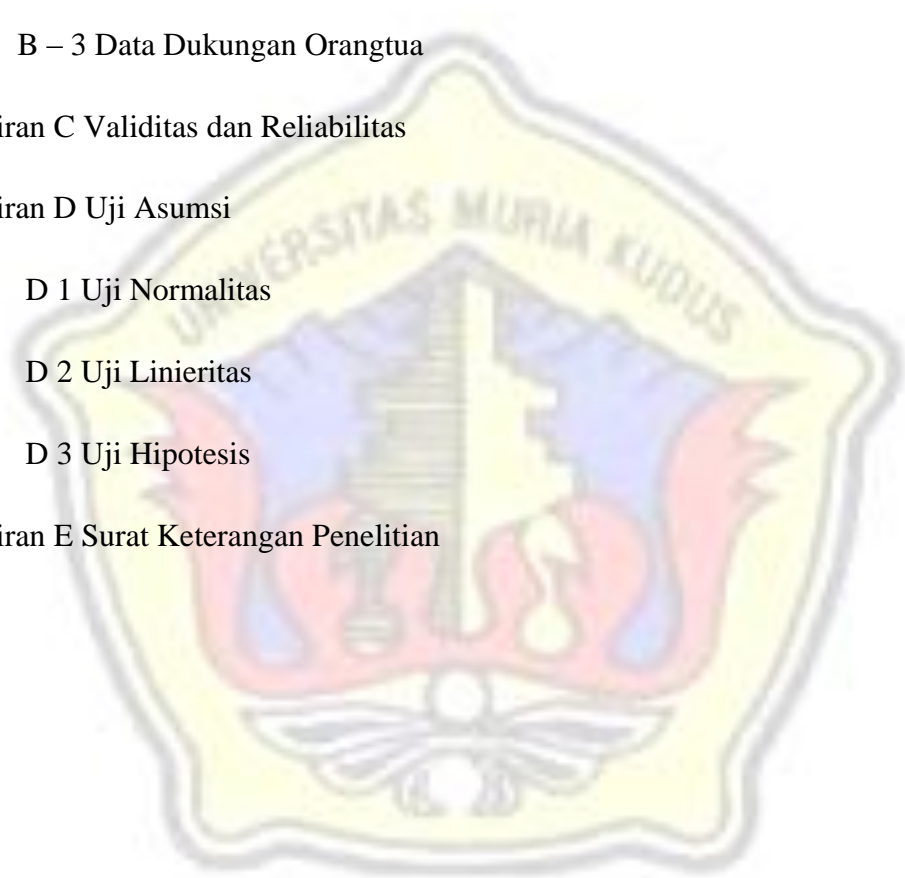 B – 3 Data Dukungan Orangtua
iran C Validitas dan Reliabilitas
iran D Uji Asumsi
UNIVERSITAS MURIA KUDUS
D 1 Uji Normalitas
D 2 Uji Linieritas
D 3 Uji Hipotesis
iran E Surat Keterangan Penelitian